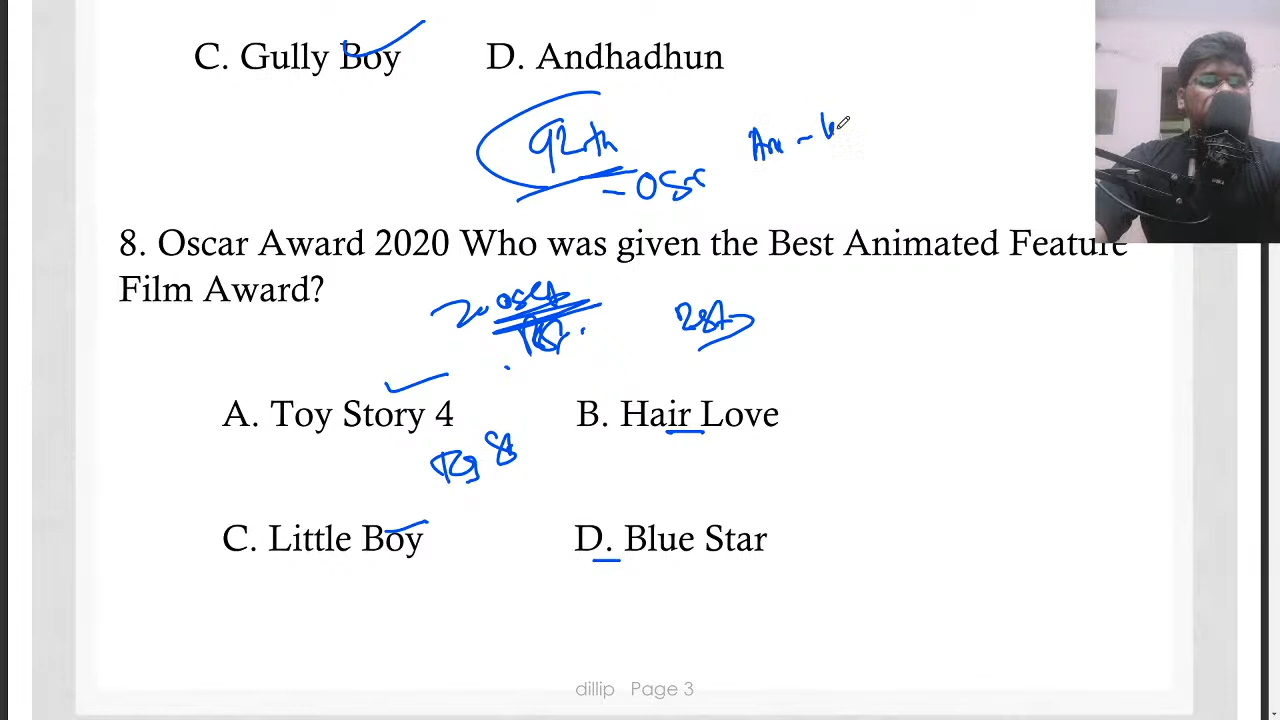 C. Gully Boy D. Andhadhun
92th
8. Oscar Award 2020 Who was given the Best Animated Feature
Film Award?
A. Toy Story 4 B. Hair Love
C. Little Boy D. Blue Star
dillip Page 3